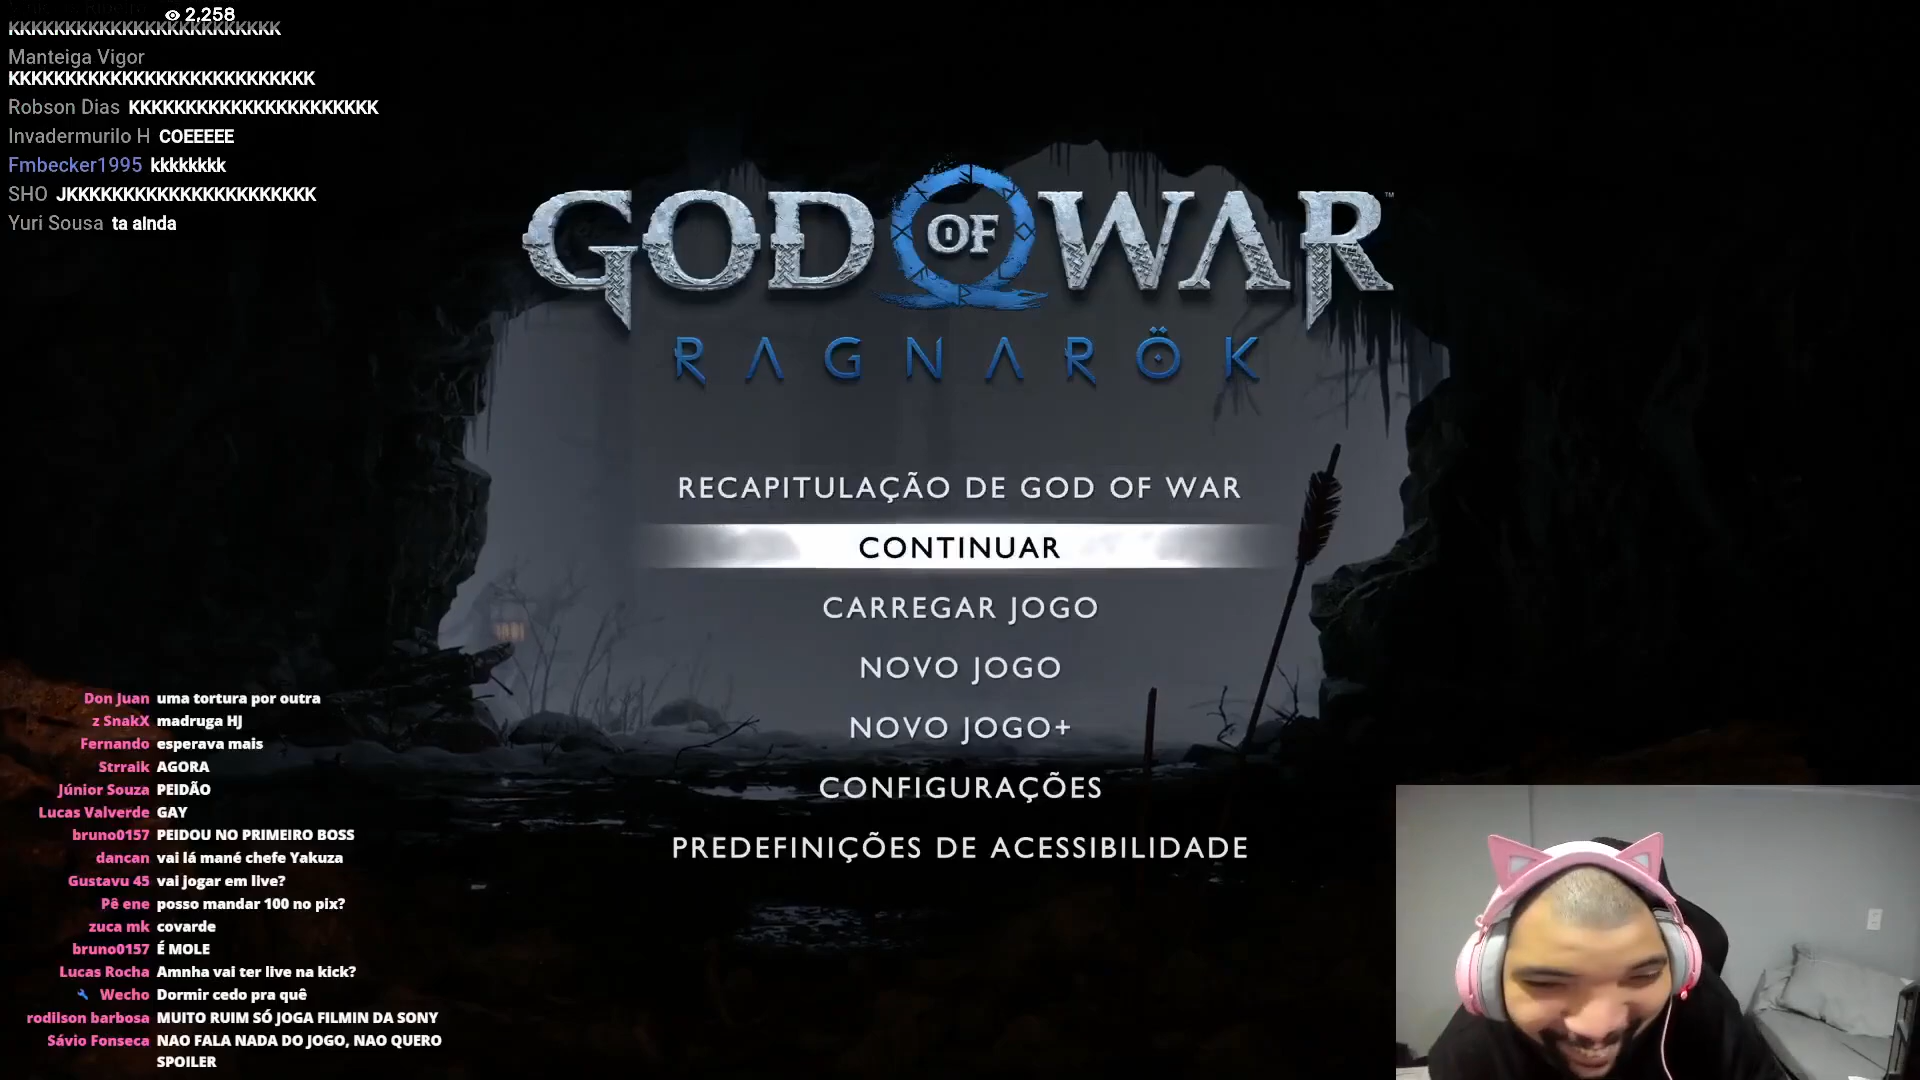 2,258
KKKKKKKKKKKKKKKKKKKKKKKK
Manteiga Vigor
KKKKKKKKKKKKKKKKKKKKKKKKKKK
Robson Dias KKKKKKKKKKKKKKKKKKKKKK
Invadermurilo H COEEEEE
Fmbecker1995 kkkkkkkk
SHO JKKKKKKKKKKKKKKKKKKKKKK
Yuri Sousa ta ainda
GOD OF WAR™
RAGNARÖK
RECAPITULAÇÃO DE GOD OF WAR
CONTINUAR
CARREGAR JOGO
NOVO JOGO
NOVO JOGO+
CONFIGURAÇÕES
PREDEFINIÇÕES DE ACESSIBILIDADE
Don Juan uma tortura por outra
z SnakX madruga HJ
Fernando esperava mais
Strraik AGORA
Júnior Souza PEIDÃO
Lucas Valverde GAY
bruno0157 PEIDOU NO PRIMEIRO BOSS
dancan vai lá mané chefe Yakuza
Gustavu 45 vai jogar em live?
Pê ene posso mandar 100 no pix?
zuca mk covarde
bruno0157 É MOLE
Lucas Rocha Amnha vai ter live na kick?
Wecho Dormir cedo pra quê
rodilson barbosa MUITO RUIM SÓ JOGA FILMIN DA SONY
Sávio Fonseca NAO FALA NADA DO JOGO, NAO QUERO
SPOILER